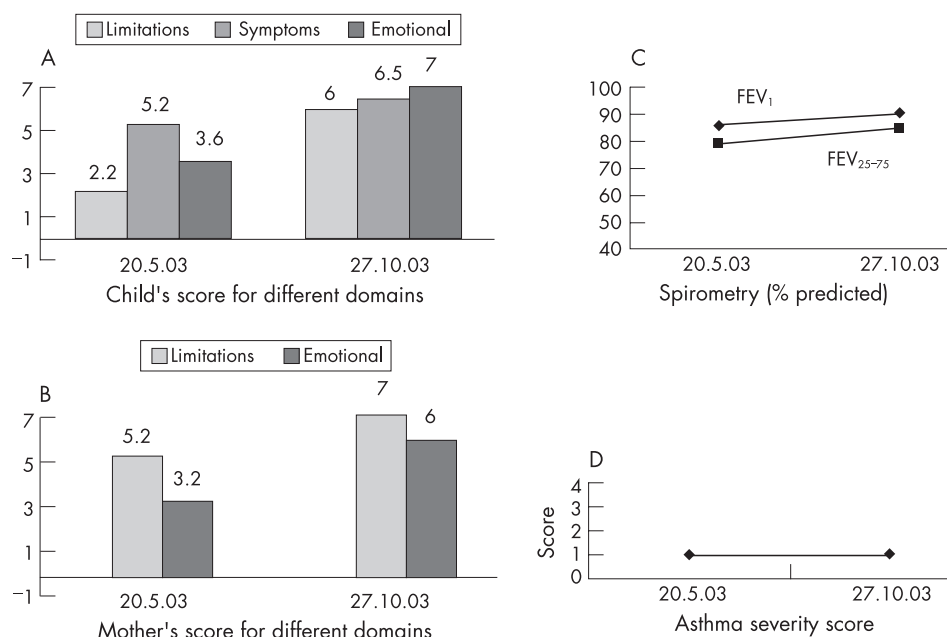 Limitations Symptoms Emotional
A
7
5
3
1
−1
2.2
5.2
3.6
6
6.5
7
20.5.03 27.10.03
Child's score for different domains
Limitations Emotional
B
7
5
3
1
−1
5.2
3.2
7
6
20.5.03 27.10.03
Mother's score for different domains
C
100
90
80
70
60
50
40
FEV₁
FEV₂₅₋₇₅
20.5.03 27.10.03
Spirometry (% predicted)
D
Score
4
3
2
1
0
20.5.03 27.10.03
Asthma severity score